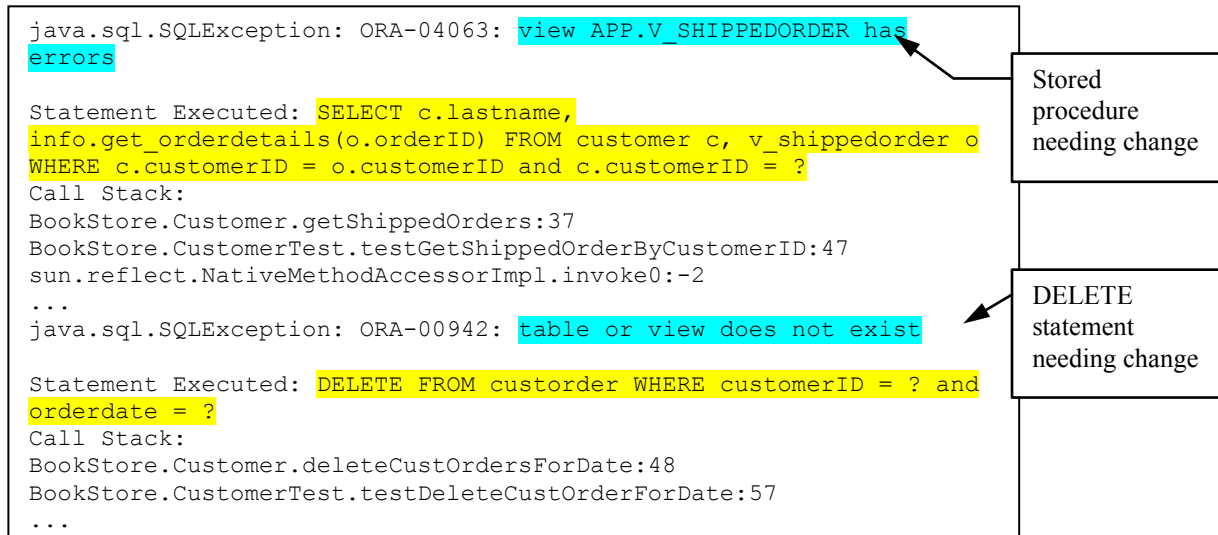 java.sql.SQLException: ORA-04063: view APP.V_SHIPPEDORDER has
errors
Stored
procedure
needing change
Statement Executed: SELECT c.lastname,
info.get_orderdetails(o.orderID) FROM customer c, v_shippedorder o
WHERE c.customerID = o.customerID and c.customerID = ?
Call Stack:
BookStore.Customer.getShippedOrders:37
BookStore.CustomerTest.testGetShippedOrderByCustomerID:47
sun.reflect.NativeMethodAccessorImpl.invoke0:-2
...
java.sql.SQLException: ORA-00942: table or view does not exist
DELETE
statement
needing change
Statement Executed: DELETE FROM custorder WHERE customerID = ? and
orderdate = ?
Call Stack:
BookStore.Customer.deleteCustOrdersForDate:48
BookStore.CustomerTest.testDeleteCustOrderForDate:57
...